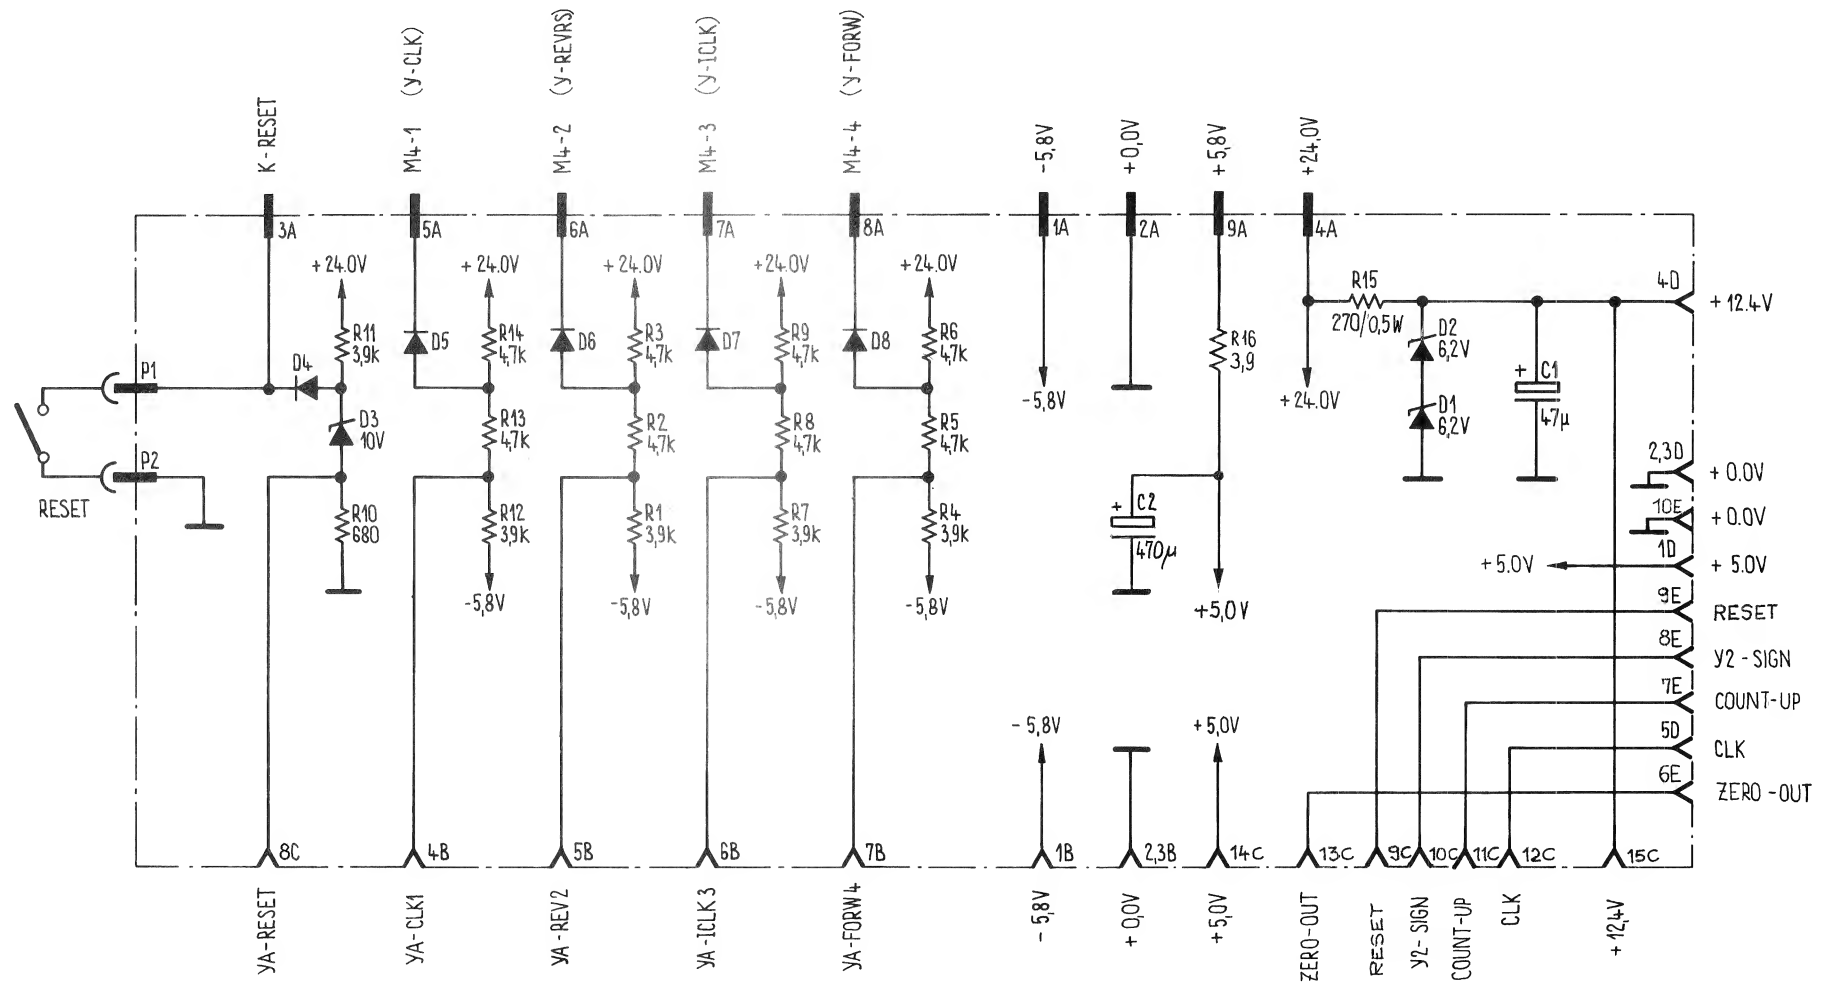 K-RESET
M4-1 (Y-CLK)
M4-2 (Y-REVRS)
M4-3 (Y-ICLK)
M4-4 (Y-FORW)
-5,8V
+0,0V
+5,8V
+24,0V
3A
5A
6A
7A
8A
1A
2A
9A
4A
+24.0V
+24.0V
+24.0V
+24.0V
+24.0V
R11
3,9k
D5
R14
4,7k
D6
R3
4,7k
D7
R9
4,7k
D8
R6
4,7k
R16
3,9
R15
270/0,5W
4D
+12.4V
D2
6,2V
D4
P1
D3
10V
R13
4,7k
R2
4,7k
R8
4,7k
R5
4,7k
-5,8V
+24.0V
D1
6,2V
+
C1
47µ
P2
RESET
R10
680
R12
3,9k
R1
3,9k
R7
3,9k
R4
3,9k
+
C2
470µ
-5,8V
-5,8V
-5,8V
-5,8V
+5,0V
2,3D
+0.0V
10E
+0.0V
1D
+5.0V
+5.0V
9E
RESET
8E
Y2-SIGN
7E
COUNT-UP
5D
CLK
6E
ZERO-OUT
-5,8V
+5,0V
8C
4B
5B
6B
7B
1B
2,3B
14C
13C
9C
10C
11C
12C
15C
YA-RESET
YA-CLK1
YA-REV2
YA-ICLK3
YA-FORW4
-5,8V
+0,0V
+5,0V
ZERO-OUT
RESET
Y2-SIGN
COUNT-UP
CLK
+12,4V